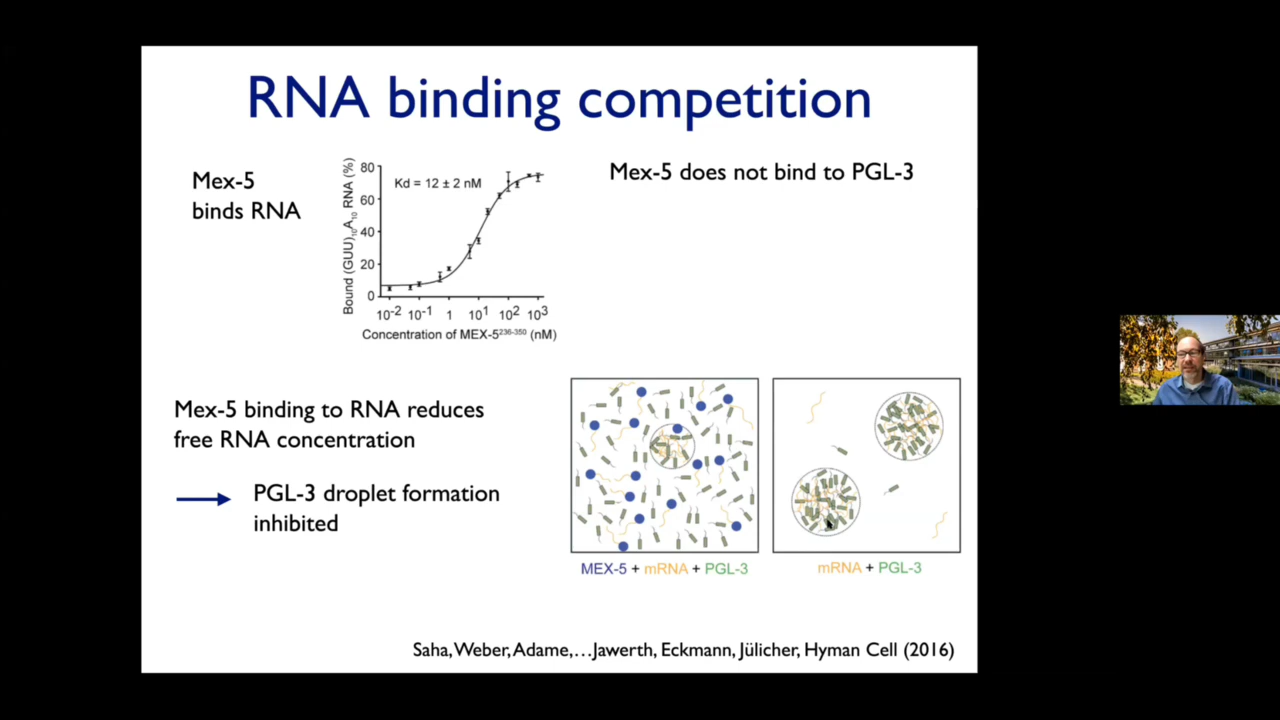 RNA binding competition
Mex-5
binds RNA
Mex-5 does not bind to PGL-3
Bound (GUU)₁₀A₁₀ RNA (%)
80
60
40
20
0
Kd = 12 ± 2 nM
10⁻² 10⁻¹ 1 10¹ 10² 10³
Concentration of MEX-5²³⁶⁻³⁵⁰ (nM)
Mex-5 binding to RNA reduces
free RNA concentration
PGL-3 droplet formation
inhibited
MEX-5 + mRNA + PGL-3
mRNA + PGL-3
Saha, Weber, Adame,…Jawerth, Eckmann, Jülicher, Hyman Cell (2016)